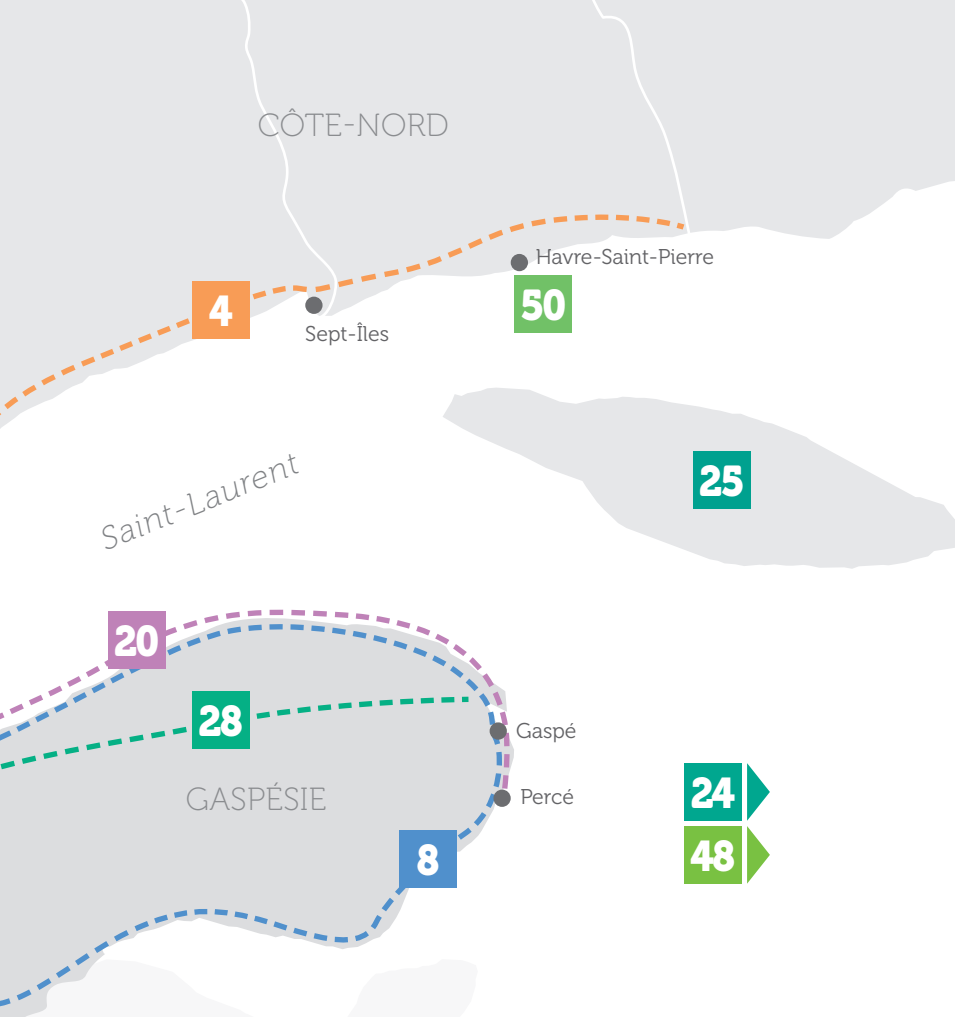 CÔTE-NORD
Havre-Saint-Pierre
4
50
Sept-Îles
25
Saint-Laurent
20
28
Gaspé
GASPÉSIE
Percé
24
8
48